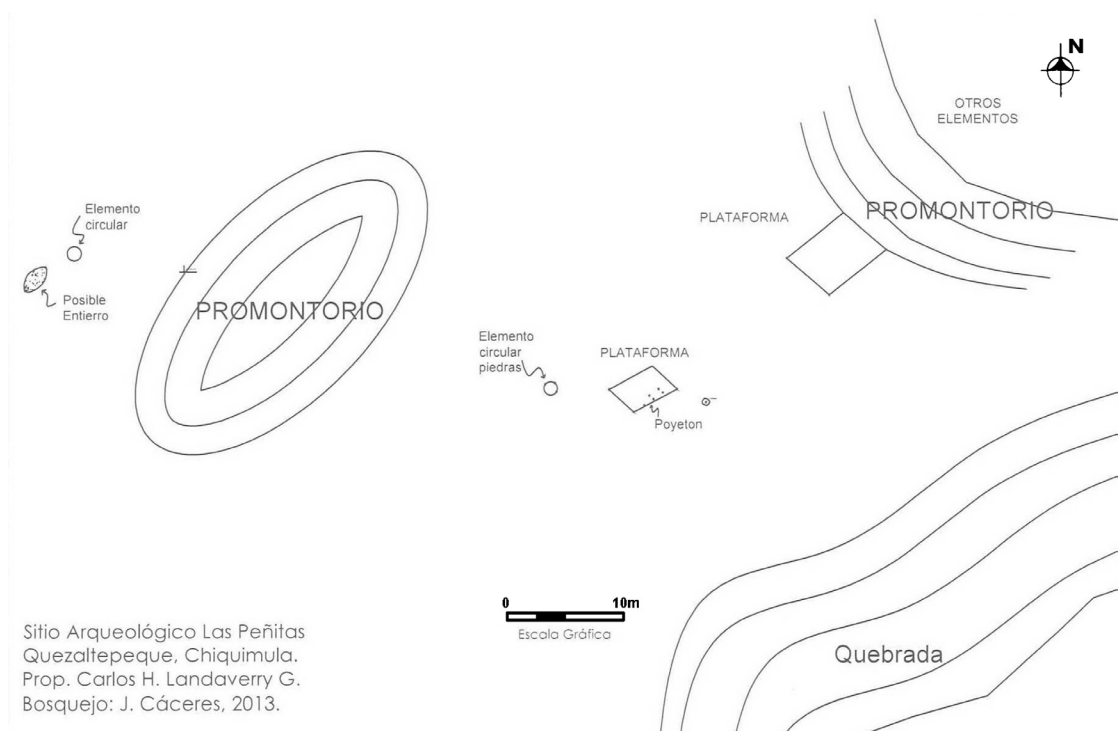 N
OTROS
ELEMENTOS
Elemento
circular
PLATAFORMA
PROMONTORIO
Posible
Entierro
PROMONTORIO
Elemento
circular
piedras
PLATAFORMA
Poyeton
0 10m
Escala Gráfica
Quebrada
Sitio Arqueológico Las Peñitas
Quezaltepeque, Chiquimula.
Prop. Carlos H. Landaverry G.
Bosquejo: J. Cáceres, 2013.